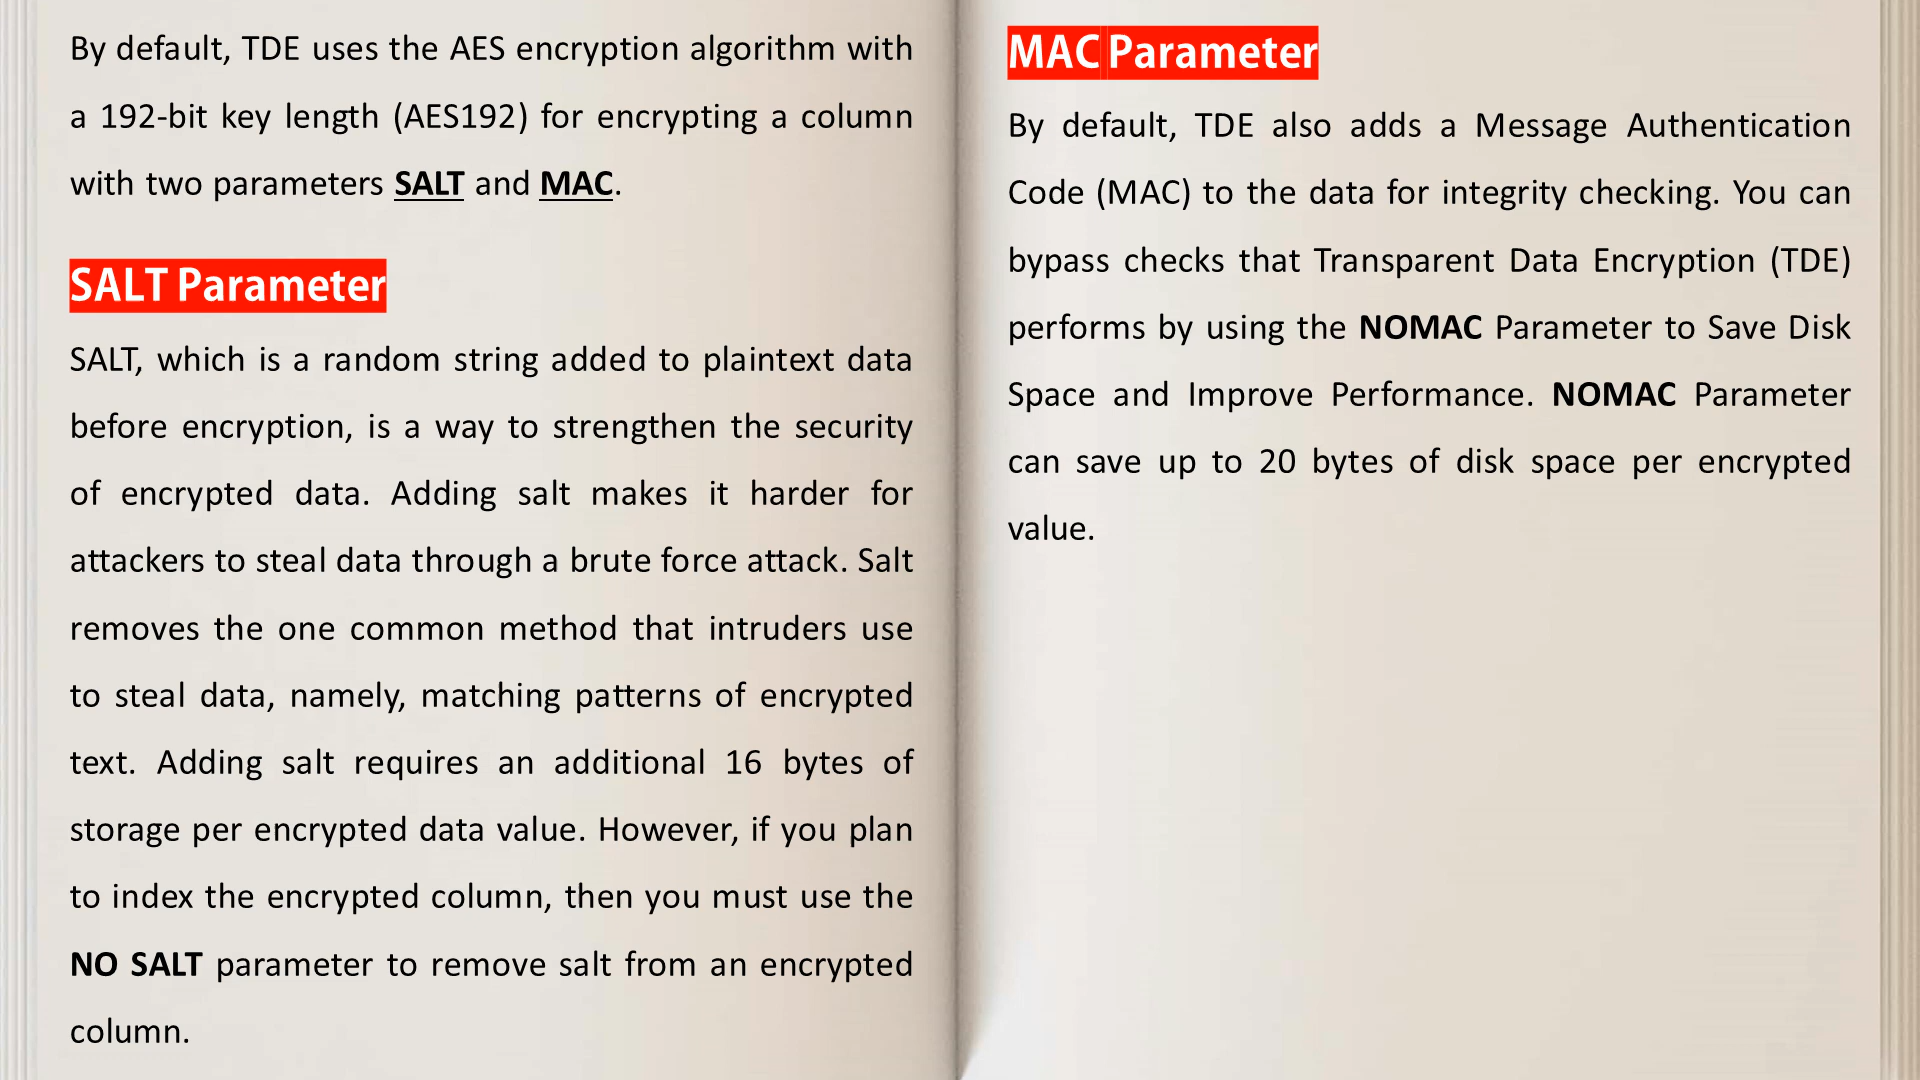 By default, TDE uses the AES encryption algorithm with
a 192-bit key length (AES192) for encrypting a column
with two parameters SALT and MAC.
SALT Parameter
SALT, which is a random string added to plaintext data
before encryption, is a way to strengthen the security
of encrypted data. Adding salt makes it harder for
attackers to steal data through a brute force attack. Salt
removes the one common method that intruders use
to steal data, namely, matching patterns of encrypted
text. Adding salt requires an additional 16 bytes of
storage per encrypted data value. However, if you plan
to index the encrypted column, then you must use the
NO SALT parameter to remove salt from an encrypted
column.
MAC Parameter
By default, TDE also adds a Message Authentication
Code (MAC) to the data for integrity checking. You can
bypass checks that Transparent Data Encryption (TDE)
performs by using the NOMAC Parameter to Save Disk
Space and Improve Performance. NOMAC Parameter
can save up to 20 bytes of disk space per encrypted
value.